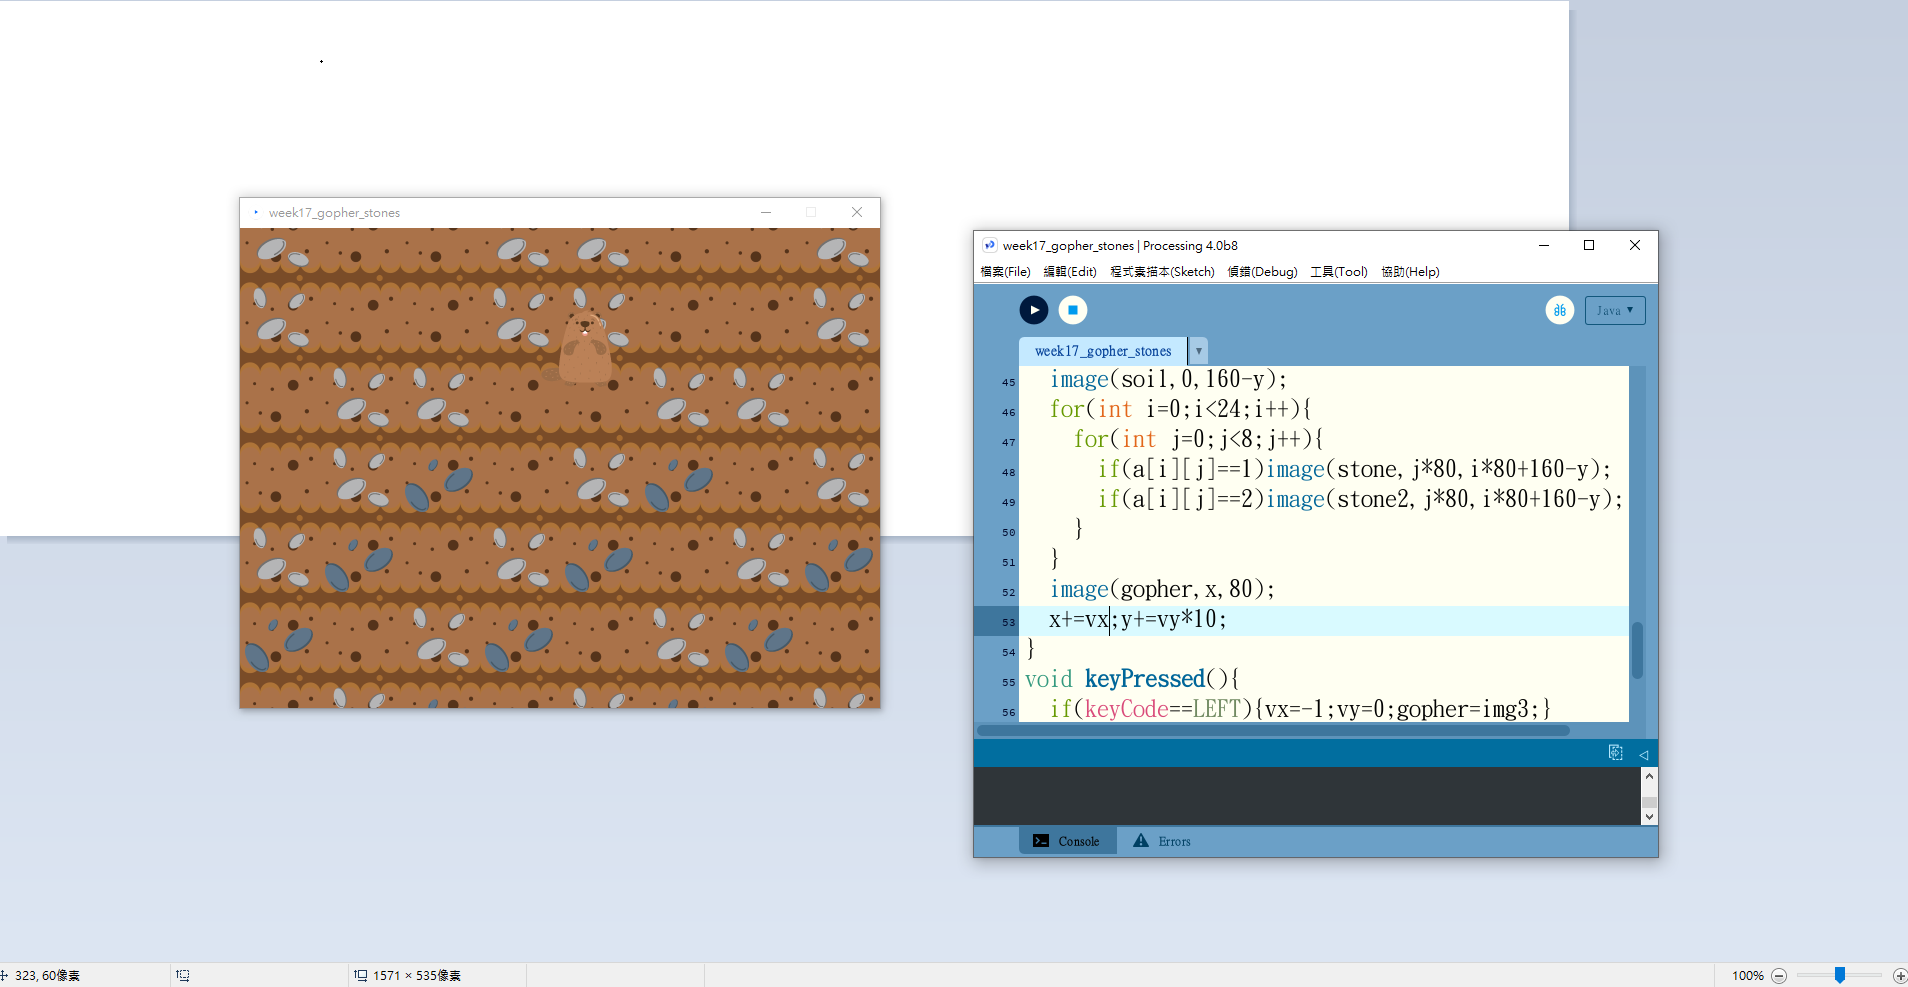 week17_gopher_stones
week17_gopher_stones | Processing 4.0b8
檔案(File) 編輯(Edit) 程式素描本(Sketch) 偵錯(Debug) 工具(Tool) 協助(Help)
Java ▼
week17_gopher_stones ▼
45 image(soil,0,160-y);
46 for(int i=0;i<24;i++){
47 for(int j=0;j<8;j++){
48 if(a[i][j]==1)image(stone,j*80,i*80+160-y);
49 if(a[i][j]==2)image(stone2,j*80,i*80+160-y);
50 }
51 }
52 image(gopher,x,80);
53 x+=vx;y+=vy*10;
54 }
55 void keyPressed(){
56 if(keyCode==LEFT){vx=-1;vy=0;gopher=img3;}
Console Errors
323, 60像素 1571 × 535像素 100%